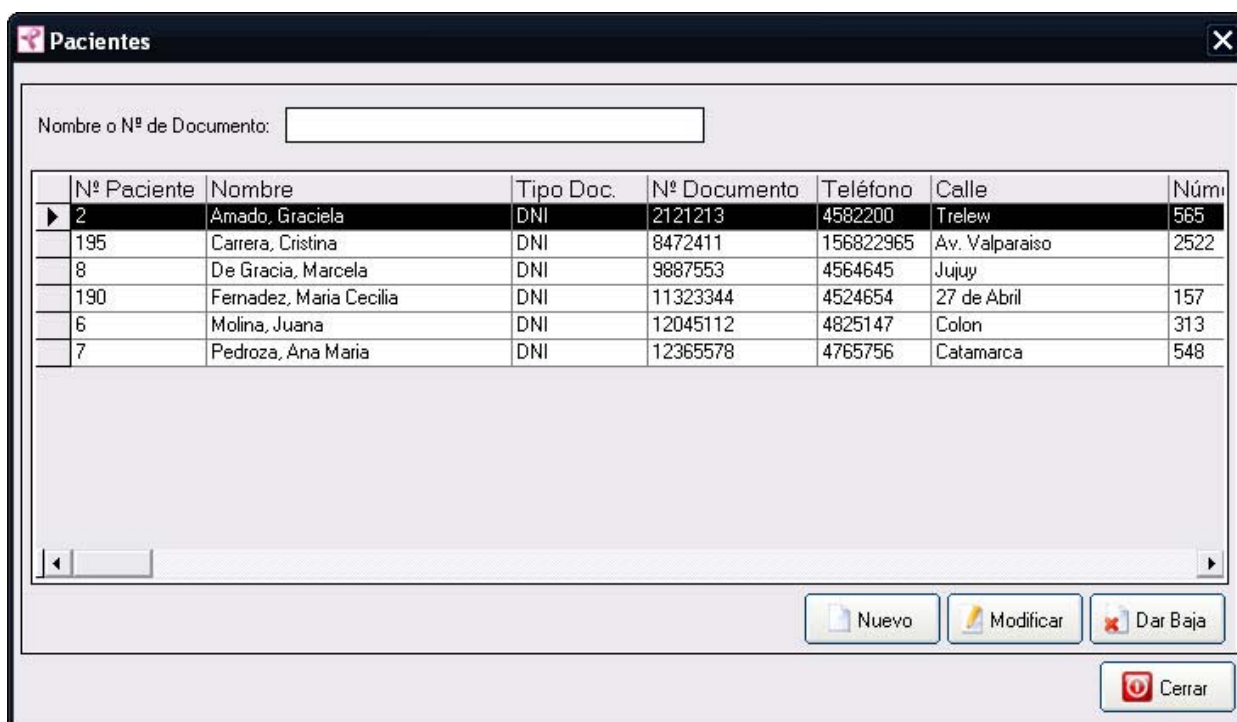 Pacientes
Nombre o Nº de Documento:
Nº Paciente Nombre Tipo Doc. Nº Documento Teléfono Calle Núm
2 Amado, Graciela DNI 2121213 4582200 Trelew 565
195 Carrera, Cristina DNI 8472411 156822965 Av. Valparaiso 2522
8 De Gracia, Marcela DNI 9887553 4564645 Jujuy
190 Fernadez, Maria Cecilia DNI 11323344 4524654 27 de Abril 157
6 Molina, Juana DNI 12045112 4825147 Colon 313
7 Pedroza, Ana Maria DNI 12365578 4765756 Catamarca 548
Nuevo Modificar Dar Baja
Cerrar